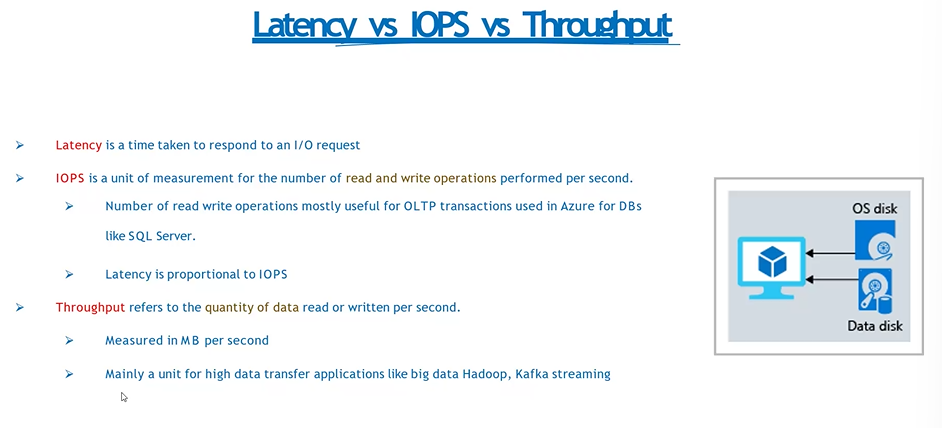 Latency vs IOPS vs Throughput
Latency is a time taken to respond to an I/O request
IOPS is a unit of measurement for the number of read and write operations performed per second.
Number of read write operations mostly useful for OLTP transactions used in Azure for DBs
like SQL Server.
Latency is proportional to IOPS
Throughput refers to the quantity of data read or written per second.
Measured in MB per second
Mainly a unit for high data transfer applications like big data Hadoop, Kafka streaming
OS disk
Data disk